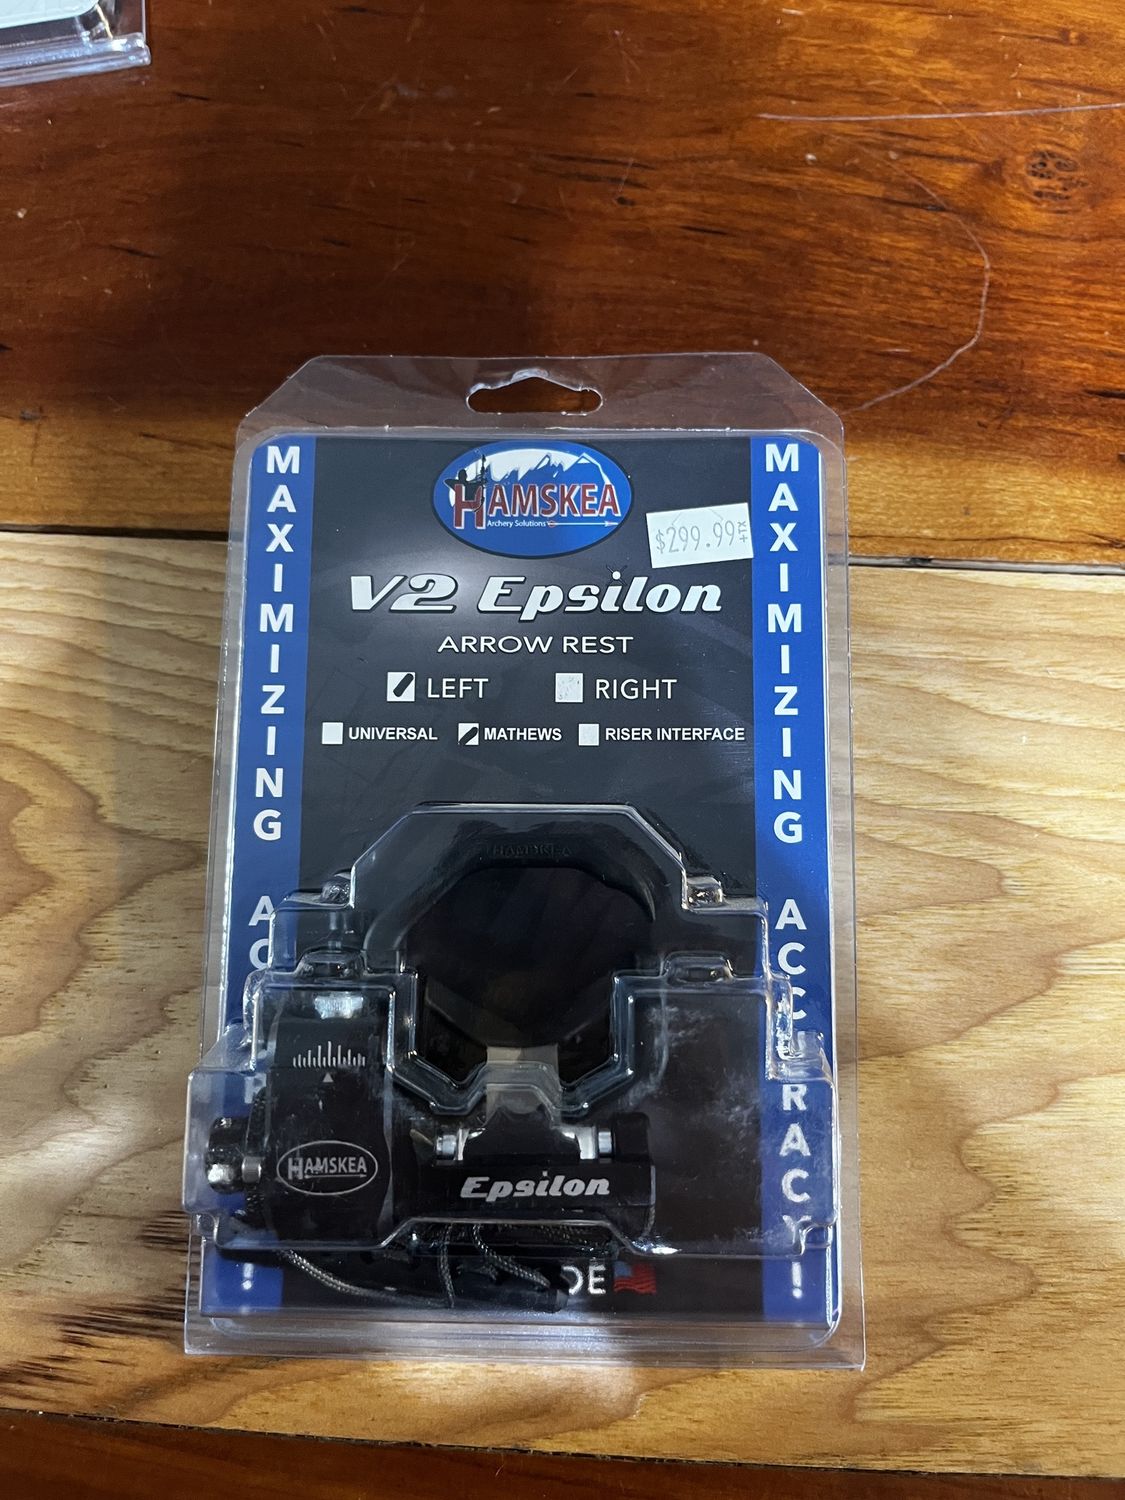 HAMSKEA
Archery Solutions
$299.99
+TX
V2 Epsilon
ARROW REST
LEFT RIGHT
UNIVERSAL MATHEWS RISER INTERFACE
MAXIMIZING
MAXIMIZING ACCURACY!
HAMSKEA
HAMSKEA
Epsilon